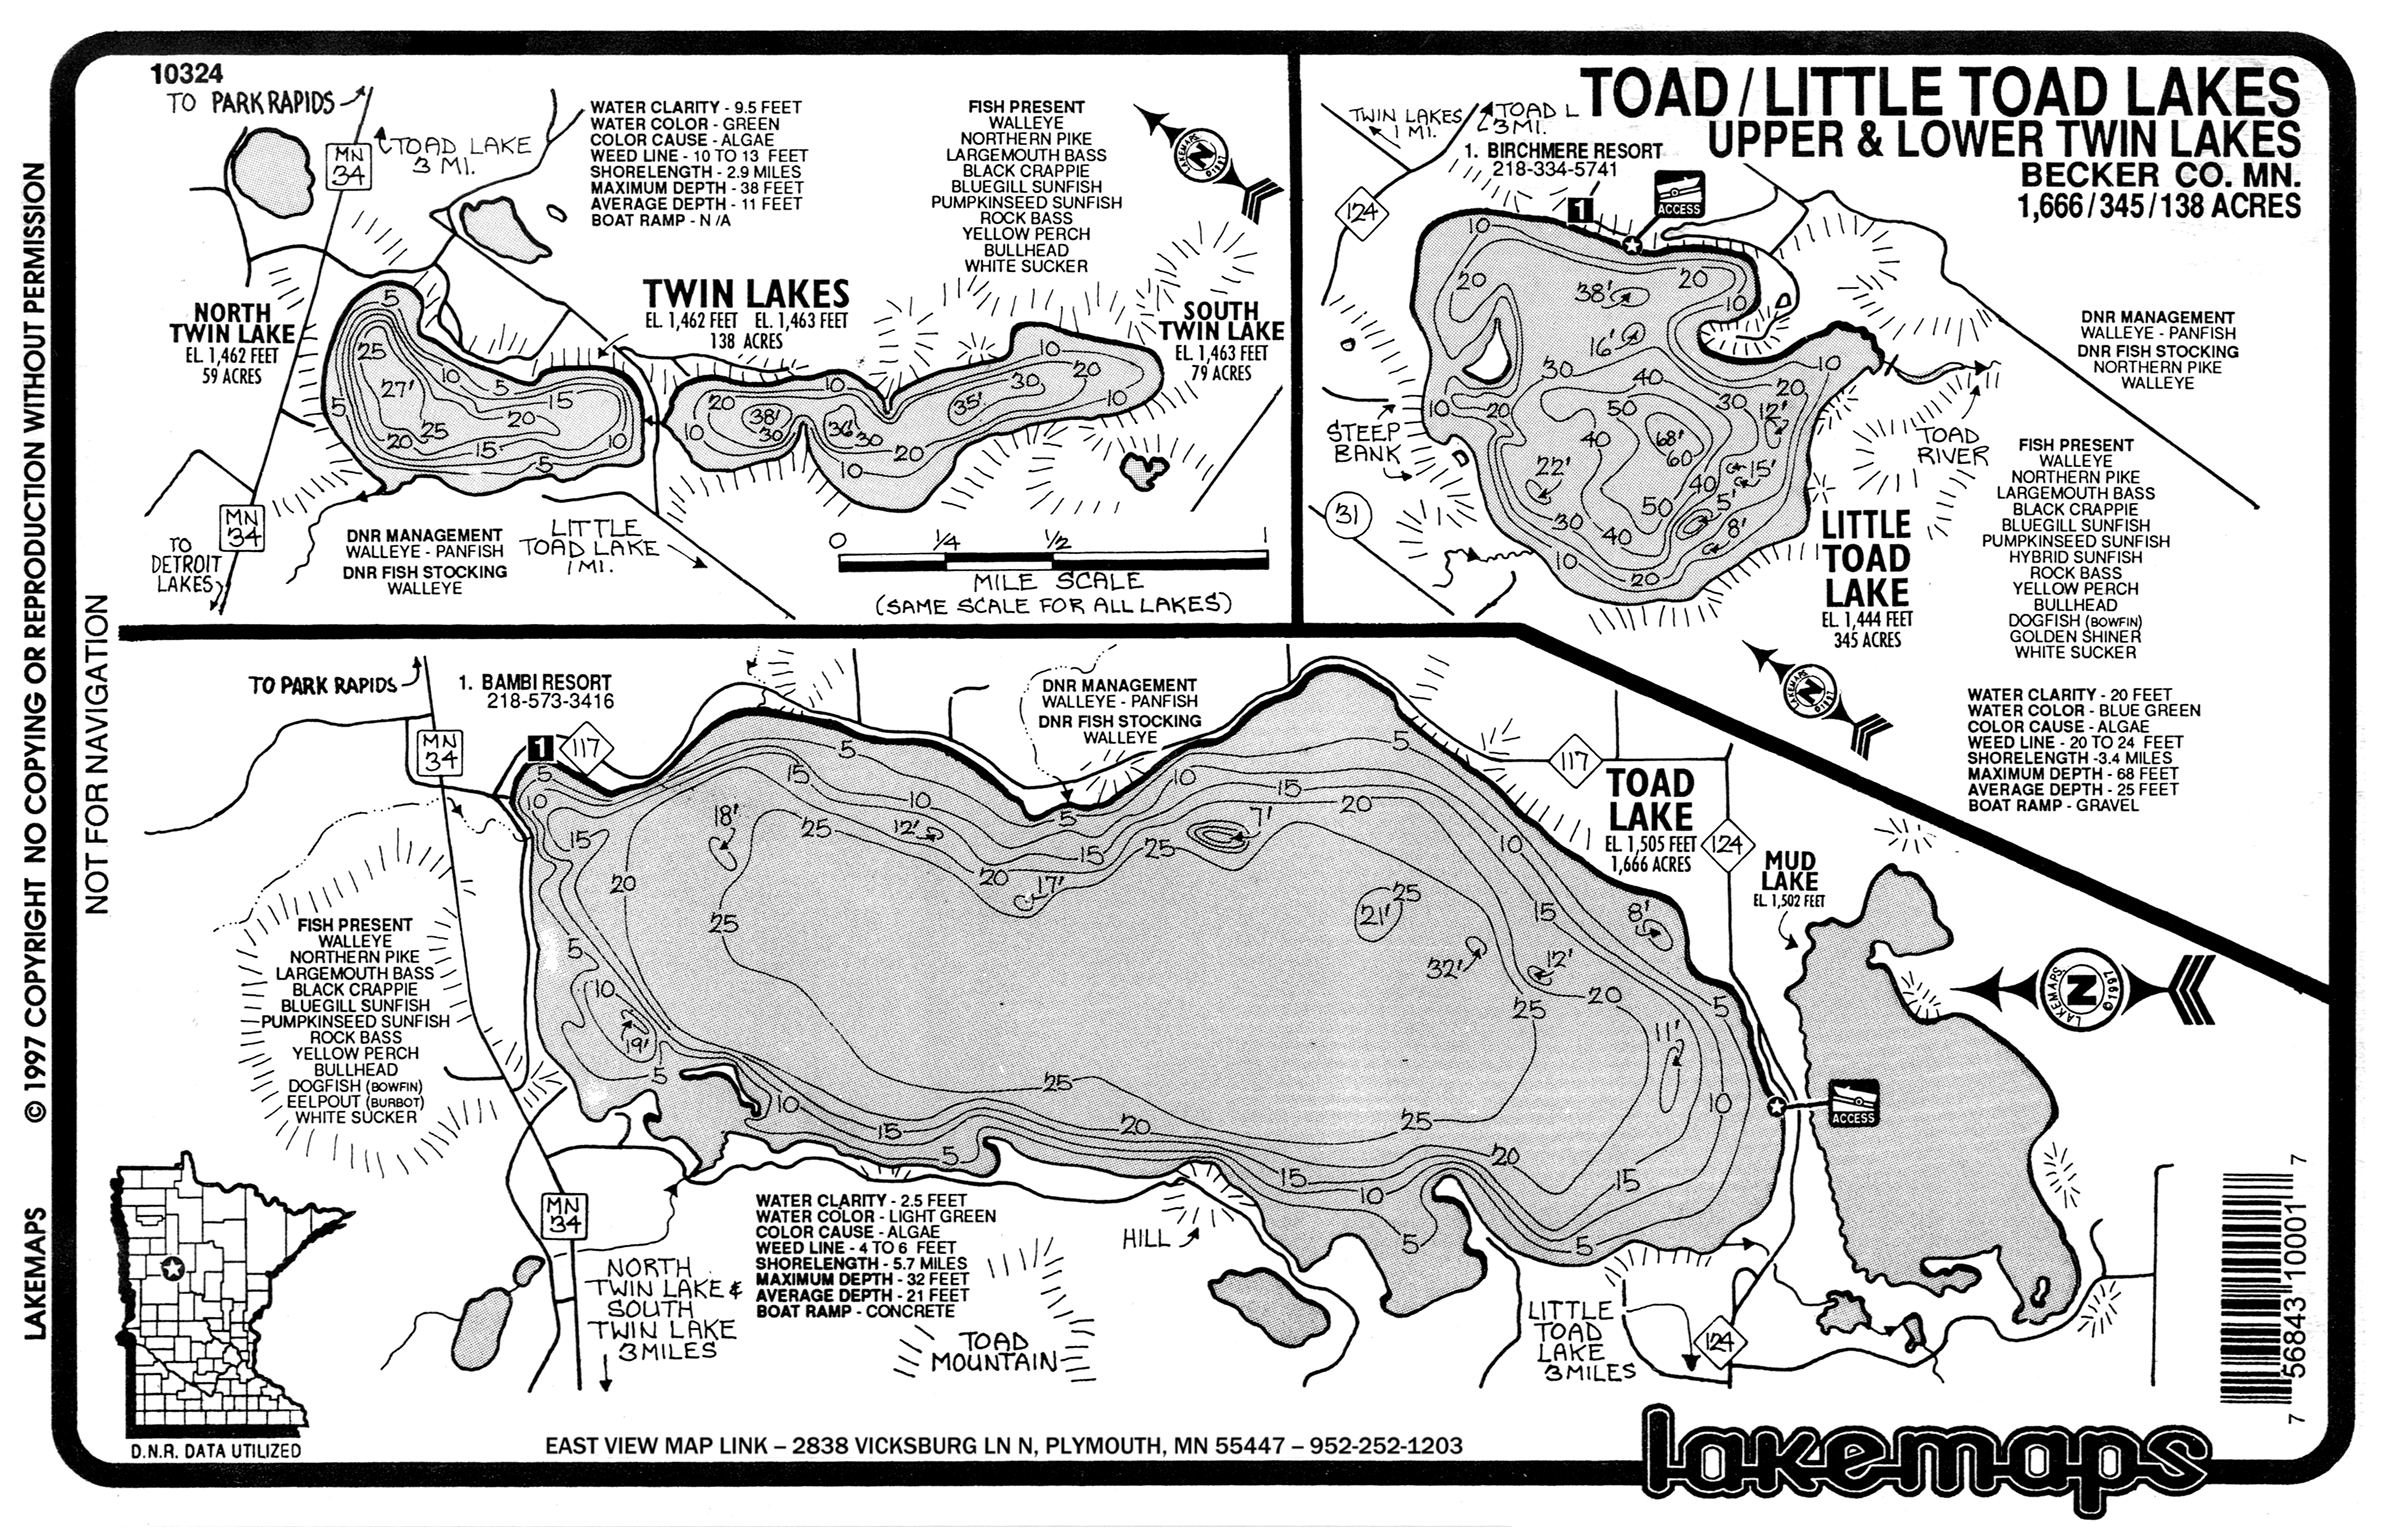 10324
TO PARK RAPIDS
MN
34
TOAD LAKE
3 MI.
WATER CLARITY - 9.5 FEET
WATER COLOR - GREEN
COLOR CAUSE - ALGAE
WEED LINE - 10 TO 13 FEET
SHORELENGTH - 2.9 MILES
MAXIMUM DEPTH - 38 FEET
AVERAGE DEPTH - 11 FEET
BOAT RAMP - N/A
FISH PRESENT
WALLEYE
NORTHERN PIKE
LARGEMOUTH BASS
BLACK CRAPPIE
BLUEGILL SUNFISH
PUMPKINSEED SUNFISH
ROCK BASS
YELLOW PERCH
BULLHEAD
WHITE SUCKER
LAKEMAPS
N
1997
NORTH
TWIN LAKE
EL. 1,462 FEET
59 ACRES
TWIN LAKES
EL. 1,462 FEET EL. 1,463 FEET
138 ACRES
SOUTH
TWIN LAKE
EL. 1,463 FEET
79 ACRES
5
25
27'
10
5
15
20
5
20
25
15
5
10
10
20
38'
30
10
36'
30
35'
30
20
10
10
20
10
MN
34
TO
DETROIT
LAKES
DNR MANAGEMENT
WALLEYE - PANFISH
DNR FISH STOCKING
WALLEYE
LITTLE
TOAD LAKE
1 MI.
0 1/4 1/2 1
MILE SCALE
(SAME SCALE FOR ALL LAKES)
TOAD / LITTLE TOAD LAKES
UPPER & LOWER TWIN LAKES
BECKER CO. MN.
1,666 / 345 / 138 ACRES
TWIN LAKES
1 MI.
TOAD L
3 MI.
1. BIRCHMERE RESORT
218-334-5741
1
ACCESS
124
10
20
38'
20
10
16'
30
40
50
30
20
10
12'
10
20
40
68'
60
22'
15'
40
5'
50
8'
30
40
10
20
STEEP
BANK
31
TOAD
RIVER
LITTLE
TOAD
LAKE
EL. 1,444 FEET
345 ACRES
DNR MANAGEMENT
WALLEYE - PANFISH
DNR FISH STOCKING
NORTHERN PIKE
WALLEYE
FISH PRESENT
WALLEYE
NORTHERN PIKE
LARGEMOUTH BASS
BLACK CRAPPIE
BLUEGILL SUNFISH
PUMPKINSEED SUNFISH
HYBRID SUNFISH
ROCK BASS
YELLOW PERCH
BULLHEAD
DOGFISH (BOWFIN)
GOLDEN SHINER
WHITE SUCKER
LAKEMAPS
N
1997
WATER CLARITY - 20 FEET
WATER COLOR - BLUE GREEN
COLOR CAUSE - ALGAE
WEED LINE - 20 TO 24 FEET
SHORELENGTH -3.4 MILES
MAXIMUM DEPTH - 68 FEET
AVERAGE DEPTH - 25 FEET
BOAT RAMP - GRAVEL
TO PARK RAPIDS
1. BAMBI RESORT
218-573-3416
MN
34
1
117
DNR MANAGEMENT
WALLEYE - PANFISH
DNR FISH STOCKING
WALLEYE
117
TOAD
LAKE
EL. 1,505 FEET
1,666 ACRES
124
MUD
LAKE
EL. 1,502 FEET
5
10
15
20
18'
25
15
5
10
12'
20
17'
5
15
25
10
7'
15
20
5
10
25
21'
25
32'
12'
15
8'
20
25
5
11'
10
5
10
19'
5
25
10
15
20
5
25
15
10
20
15
5
5
ACCESS
LAKEMAPS
N
© 1997
FISH PRESENT
WALLEYE
NORTHERN PIKE
LARGEMOUTH BASS
BLACK CRAPPIE
BLUEGILL SUNFISH
PUMPKINSEED SUNFISH
ROCK BASS
YELLOW PERCH
BULLHEAD
DOGFISH (BOWFIN)
EELPOUT (BURBOT)
WHITE SUCKER
MN
34
WATER CLARITY - 2.5 FEET
WATER COLOR - LIGHT GREEN
COLOR CAUSE - ALGAE
WEED LINE - 4 TO 6 FEET
SHORELENGTH - 5.7 MILES
MAXIMUM DEPTH - 32 FEET
AVERAGE DEPTH - 21 FEET
BOAT RAMP - CONCRETE
NORTH
TWIN LAKE &
SOUTH
TWIN LAKE
3 MILES
HILL
TOAD
MOUNTAIN
LITTLE
TOAD
LAKE
3 MILES
124
D.N.R. DATA UTILIZED
EAST VIEW MAP LINK – 2838 VICKSBURG LN N, PLYMOUTH, MN 55447 – 952-252-1203
lakemaps
7 56843 10001 7
NOT FOR NAVIGATION
LAKEMAPS © 1997 COPYRIGHT NO COPYING OR REPRODUCTION WITHOUT PERMISSION